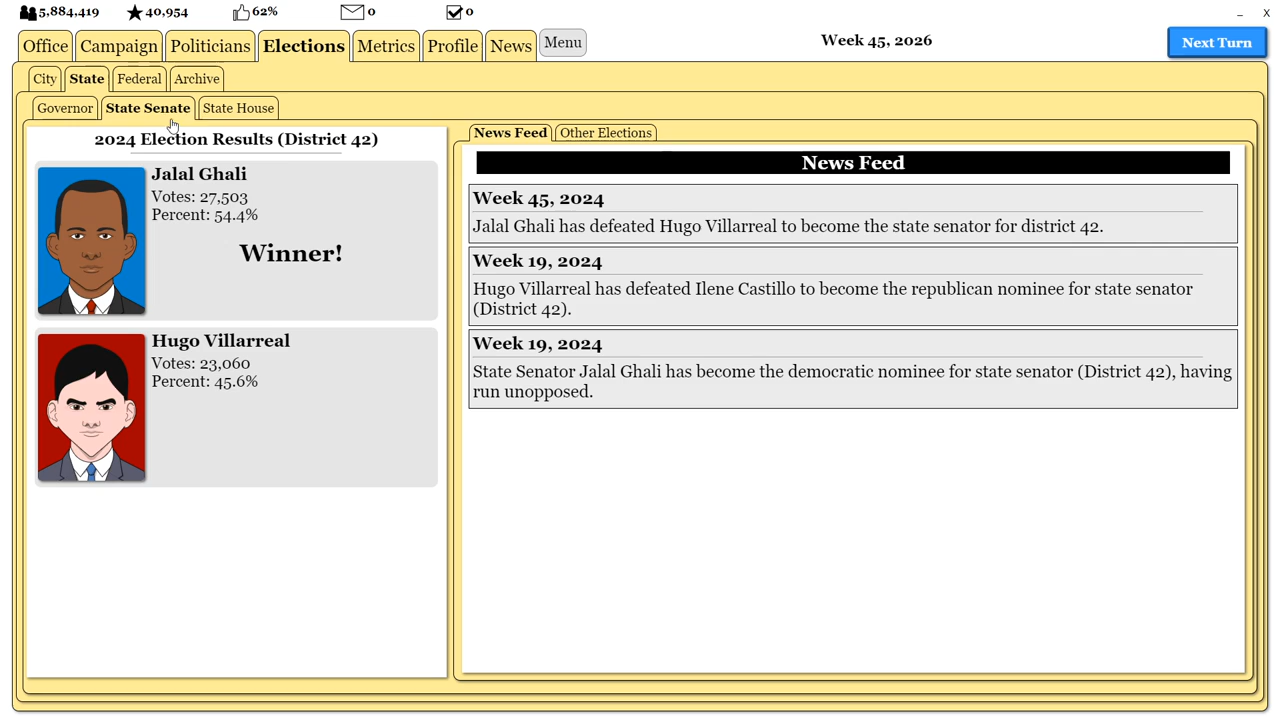 5,884,419 40,954 62% 0 0 _ X
Office Campaign Politicians Elections Metrics Profile News Menu Week 45, 2026 Next Turn
City State Federal Archive
Governor State Senate State House
2024 Election Results (District 42)
Jalal Ghali
Votes: 27,503
Percent: 54.4%
Winner!
Hugo Villarreal
Votes: 23,060
Percent: 45.6%
News Feed Other Elections
News Feed
Week 45, 2024
Jalal Ghali has defeated Hugo Villarreal to become the state senator for district 42.
Week 19, 2024
Hugo Villarreal has defeated Ilene Castillo to become the republican nominee for state senator
(District 42).
Week 19, 2024
State Senator Jalal Ghali has become the democratic nominee for state senator (District 42), having
run unopposed.